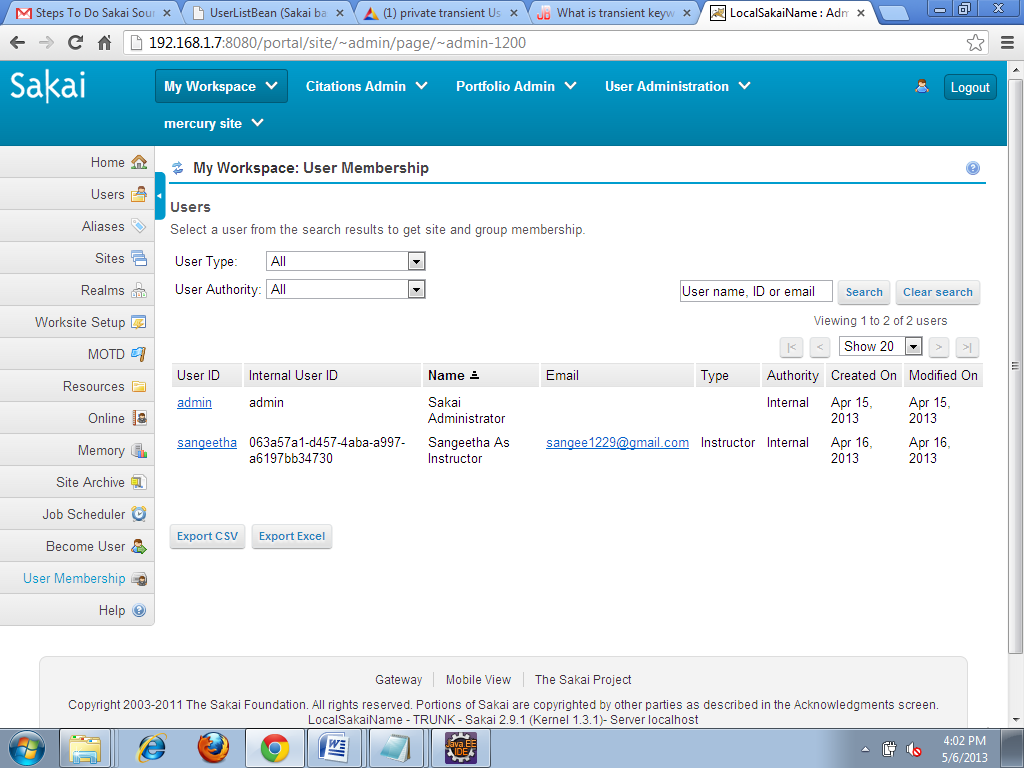 Steps To Do Sakai Sou
UserListBean (Sakai ba
(1) private transient Us
What is transient keyw
LocalSakaiName : Adm
192.168.1.7:8080/portal/site/~admin/page/~admin-1200
Sakai
My Workspace
Citations Admin
Portfolio Admin
User Administration
Logout
mercury site
Home
Users
Aliases
Sites
Realms
Worksite Setup
MOTD
Resources
Online
Memory
Site Archive
Job Scheduler
Become User
User Membership
Help
My Workspace: User Membership
Users
Select a user from the search results to get site and group membership.
User Type: All
User Authority: All
User name, ID or email Search Clear search
Viewing 1 to 2 of 2 users
|< < Show 20 > >|
User ID Internal User ID Name Email Type Authority Created On Modified On
admin admin Sakai Internal Apr 15, Apr 15,
Administrator 2013 2013
sangeetha 063a57a1-d457-4aba-a997- Sangeetha As sangee1229@gmail.com Instructor Internal Apr 16, Apr 16,
a6197bb34730 Instructor 2013 2013
Export CSV Export Excel
Gateway Mobile View The Sakai Project
Copyright 2003-2011 The Sakai Foundation. All rights reserved. Portions of Sakai are copyrighted by other parties as described in the Acknowledgments screen.
LocalSakaiName - TRUNK - Sakai 2.9.1 (Kernel 1.3.1)- Server localhost
Java EE
IDE
4:02 PM
5/6/2013